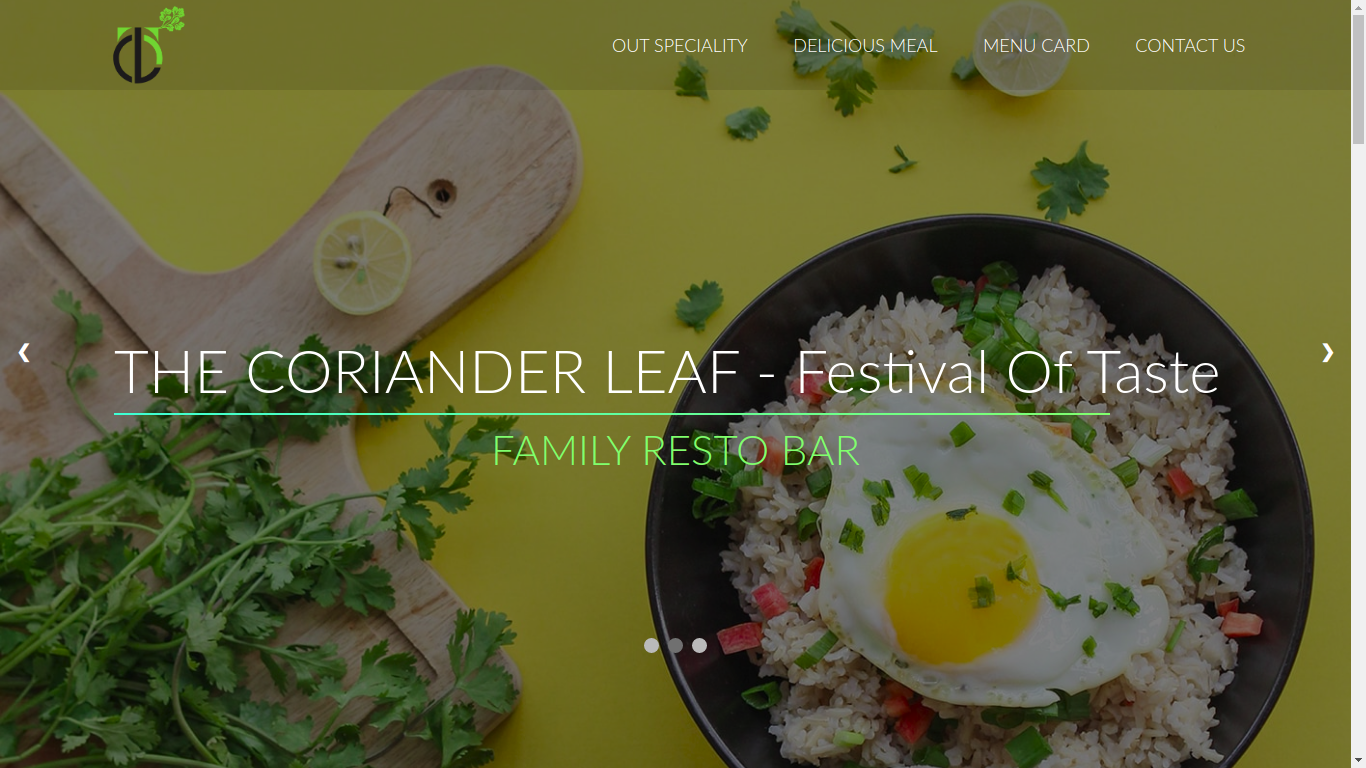 OUT SPECIALITY DELICIOUS MEAL MENU CARD CONTACT US
THE CORIANDER LEAF - Festival Of Taste
FAMILY RESTO BAR